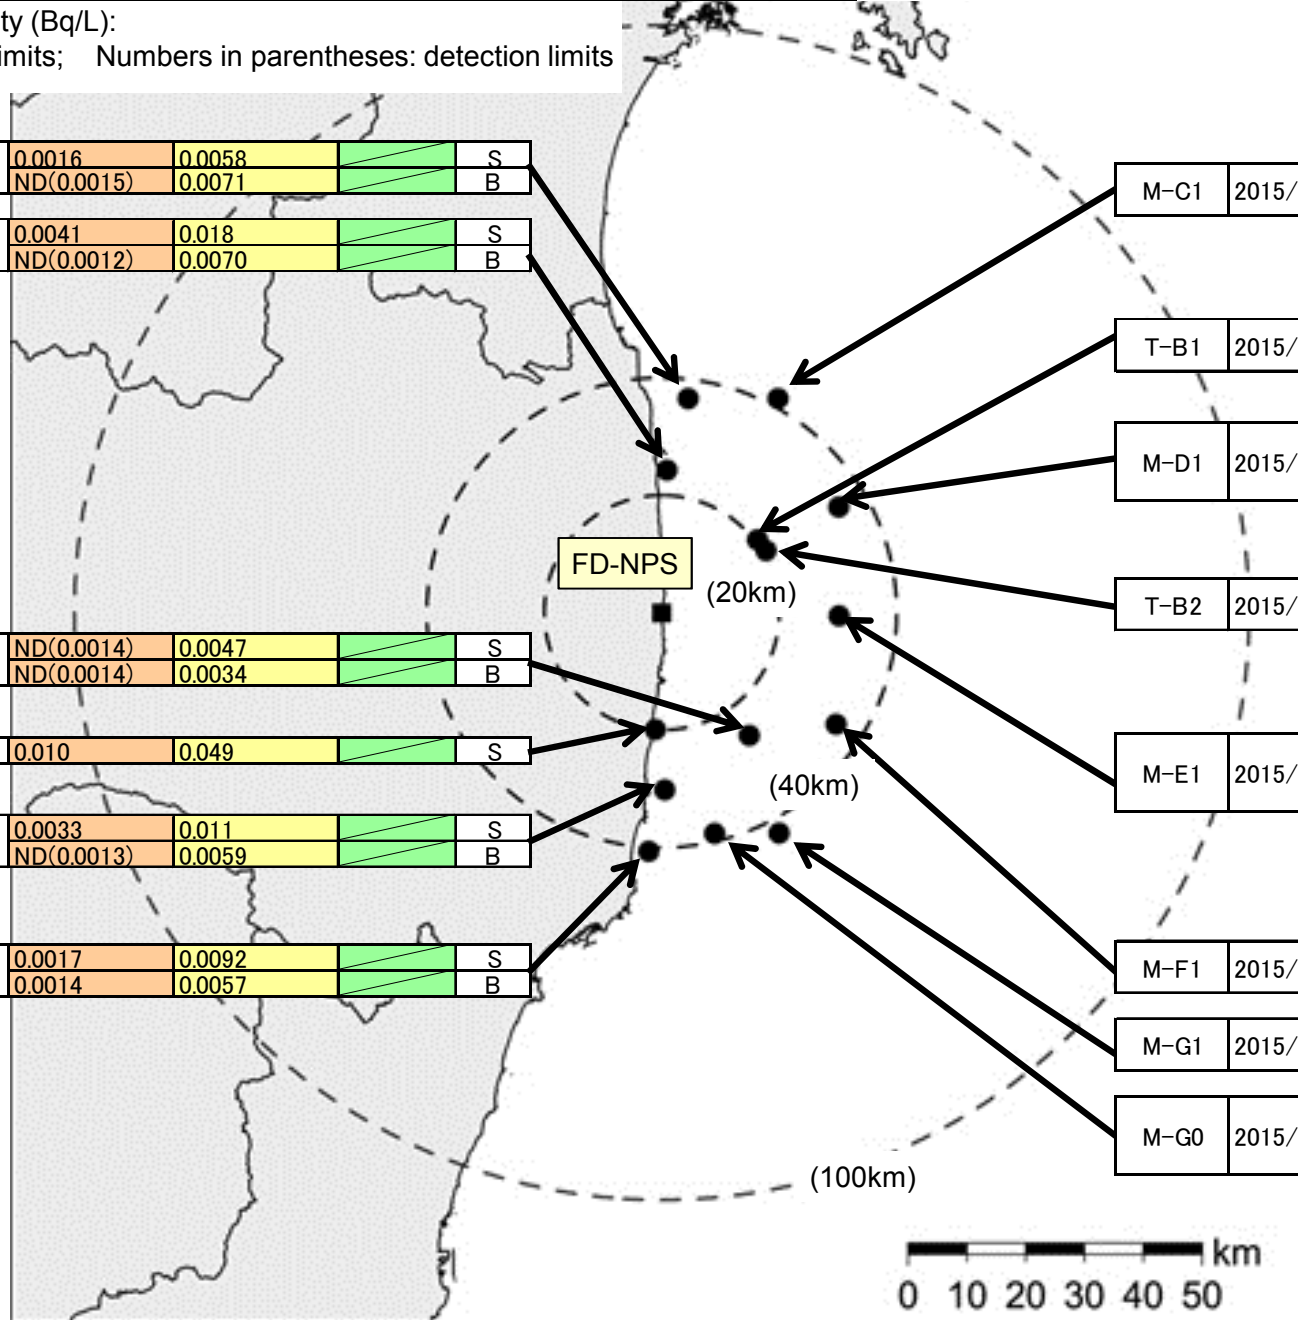 ty (Bq/L):
imits; Numbers in parentheses: detection limits
0.0016 0.0058 S
ND(0.0015) 0.0071 B
0.0041 0.018 S
ND(0.0012) 0.0070 B
M-C1 2015/
T-B1 2015/
M-D1 2015/
FD-NPS
(20km)
T-B2 2015/
ND(0.0014) 0.0047 S
ND(0.0014) 0.0034 B
0.010 0.049 S
M-E1 2015/
(40km)
0.0033 0.011 S
ND(0.0013) 0.0059 B
0.0017 0.0092 S
0.0014 0.0057 B
M-F1 2015/
M-G1 2015/
M-G0 2015/
(100km)
km
0 10 20 30 40 50